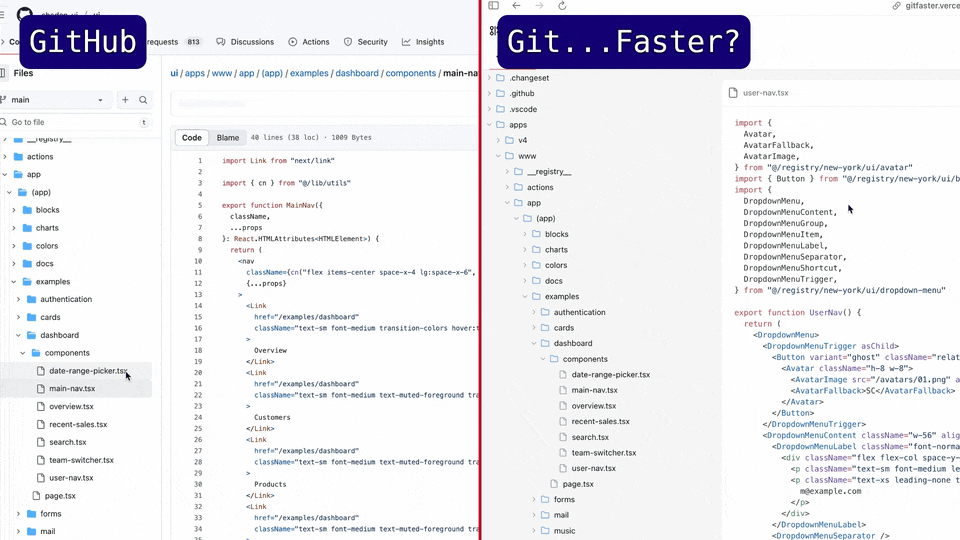 GitHub
shadcn-ui / ui
requests 813 Discussions Actions Security Insights
Files
main
Go to file t
__registry__
actions
app
(app)
blocks
charts
colors
docs
examples
authentication
cards
dashboard
components
date-range-picker.tsx
main-nav.tsx
overview.tsx
recent-sales.tsx
search.tsx
team-switcher.tsx
user-nav.tsx
page.tsx
forms
mail
ui / apps / www / app / (app) / examples / dashboard / components / main-na
Code Blame 40 lines (38 loc) · 1009 Bytes
1 import Link from "next/link"
2
3 import { cn } from "@/lib/utils"
4
5 export function MainNav({
6 className,
7 ...props
8 }: React.HTMLAttributes<HTMLElement>) {
9 return (
10 <nav
11 className={cn("flex items-center space-x-4 lg:space-x-6",
12 {...props}
13 >
14 <Link
15 href="/examples/dashboard"
16 className="text-sm font-medium transition-colors hover:t
17 >
18 Overview
19 </Link>
20 <Link
21 href="/examples/dashboard"
22 className="text-sm font-medium text-muted-foreground tra
23 >
24 Customers
25 </Link>
26 <Link
27 href="/examples/dashboard"
28 className="text-sm font-medium text-muted-foreground tra
29 >
30 Products
31 </Link>
32 <Link
33 href="/examples/dashboard"
34 className="text-sm font-medium text-muted-foreground tra
Git...Faster?
gitfaster.verce
.changeset
.github
.vscode
apps
v4
www
__registry__
actions
app
(app)
blocks
charts
colors
docs
examples
authentication
cards
dashboard
components
date-range-picker.tsx
main-nav.tsx
overview.tsx
recent-sales.tsx
search.tsx
team-switcher.tsx
user-nav.tsx
page.tsx
forms
mail
music
user-nav.tsx
import {
Avatar,
AvatarFallback,
AvatarImage,
} from "@/registry/new-york/ui/avatar"
import { Button } from "@/registry/new-york/ui/b
import {
DropdownMenu,
DropdownMenuContent,
DropdownMenuGroup,
DropdownMenuItem,
DropdownMenuLabel,
DropdownMenuSeparator,
DropdownMenuShortcut,
DropdownMenuTrigger,
} from "@/registry/new-york/ui/dropdown-menu"
export function UserNav() {
return (
<DropdownMenu>
<DropdownMenuTrigger asChild>
<Button variant="ghost" className="relat
<Avatar className="h-8 w-8">
<AvatarImage src="/avatars/01.png" a
<AvatarFallback>SC</AvatarFallback>
</Avatar>
</Button>
</DropdownMenuTrigger>
<DropdownMenuContent className="w-56" alig
<DropdownMenuLabel className="font-norma
<div className="flex flex-col space-y-
<p className="text-sm font-medium le
<p className="text-xs leading-none t
m@example.com
</p>
</div>
</DropdownMenuLabel>
<DropdownMenuSeparator />